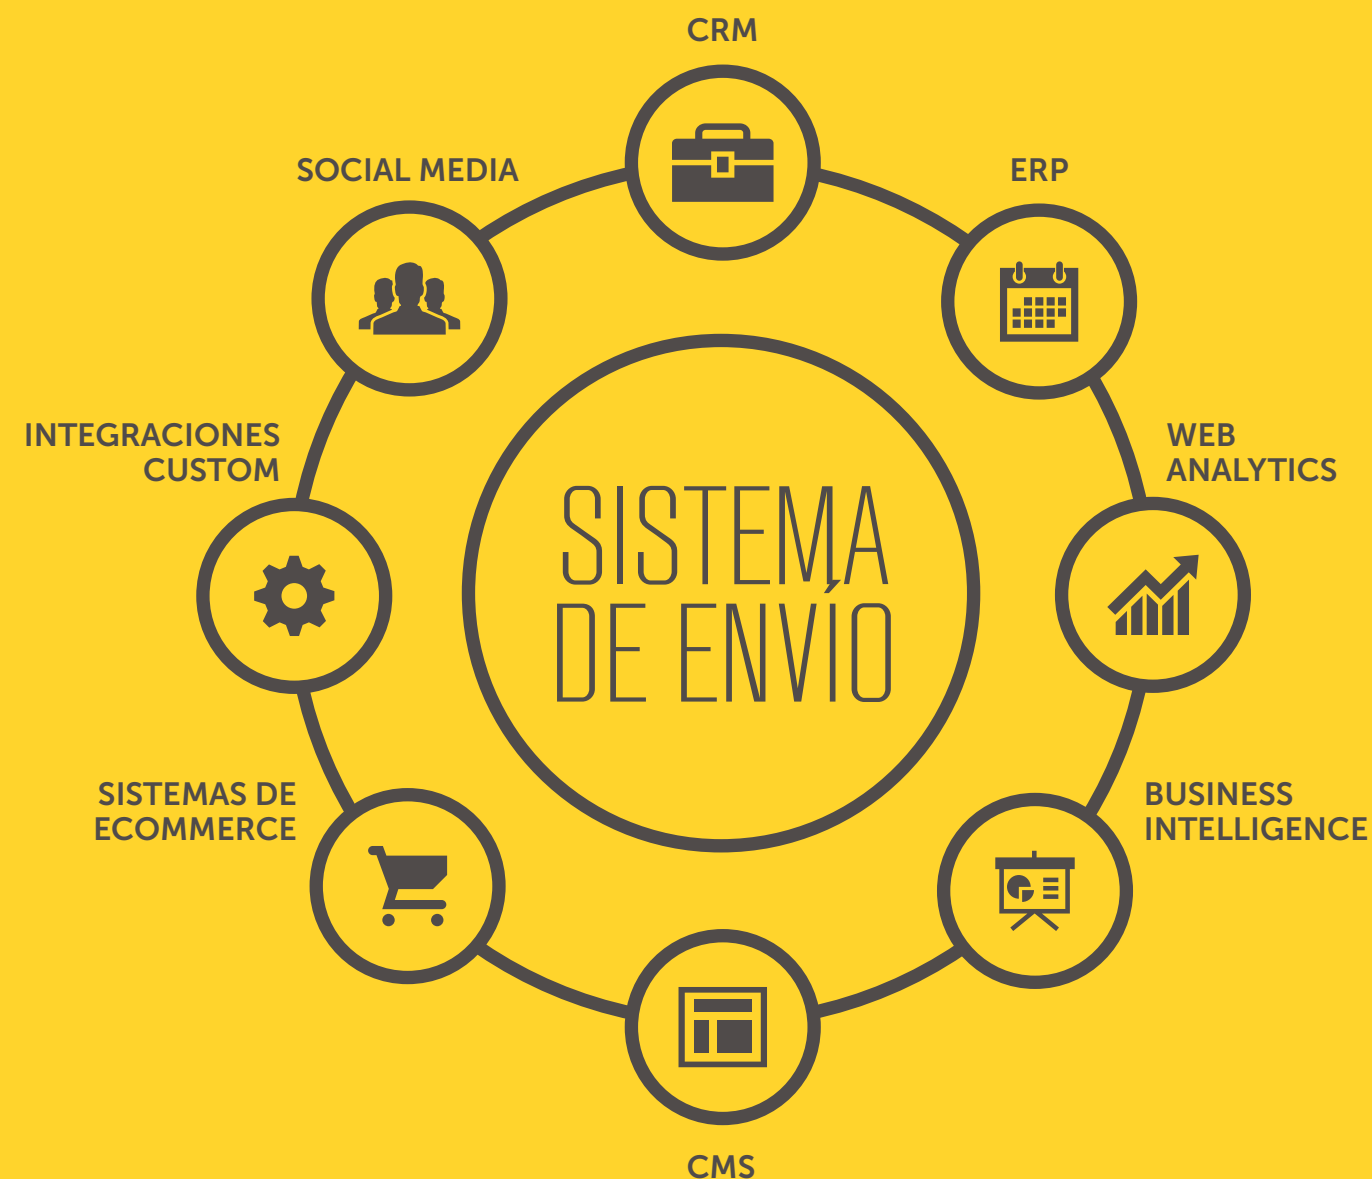 CRM
SOCIAL MEDIA
ERP
INTEGRACIONES
CUSTOM
WEB
ANALYTICS
SISTEMA
DE ENVÍO
SISTEMAS DE
ECOMMERCE
BUSINESS
INTELLIGENCE
CMS